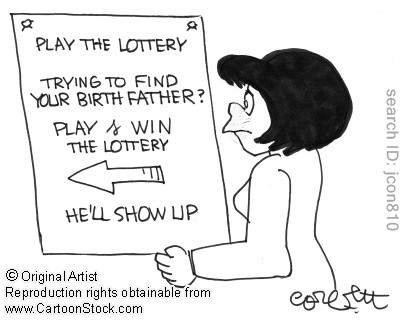 PLAY THE LOTTERY
TRYING TO FIND
YOUR BIRTH FATHER?
PLAY & WIN
THE LOTTERY
HE'LL SHOW UP
search ID: jcon810
© Original Artist
Reproduction rights obtainable from
www.CartoonStock.com